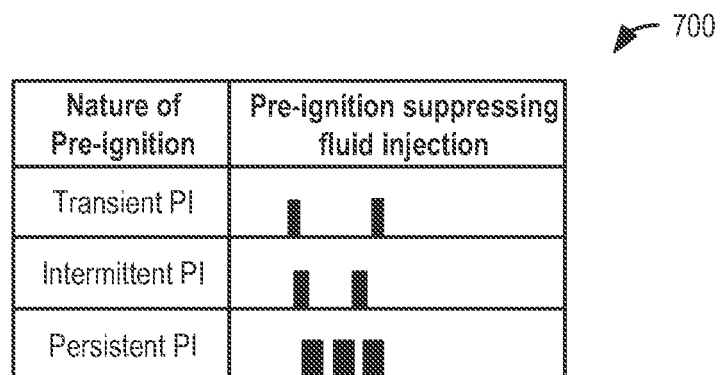 700
Nature of Pre-ignition suppressing
Pre-ignition fluid injection
Transient PI
Intermittent PI
Persistent PI